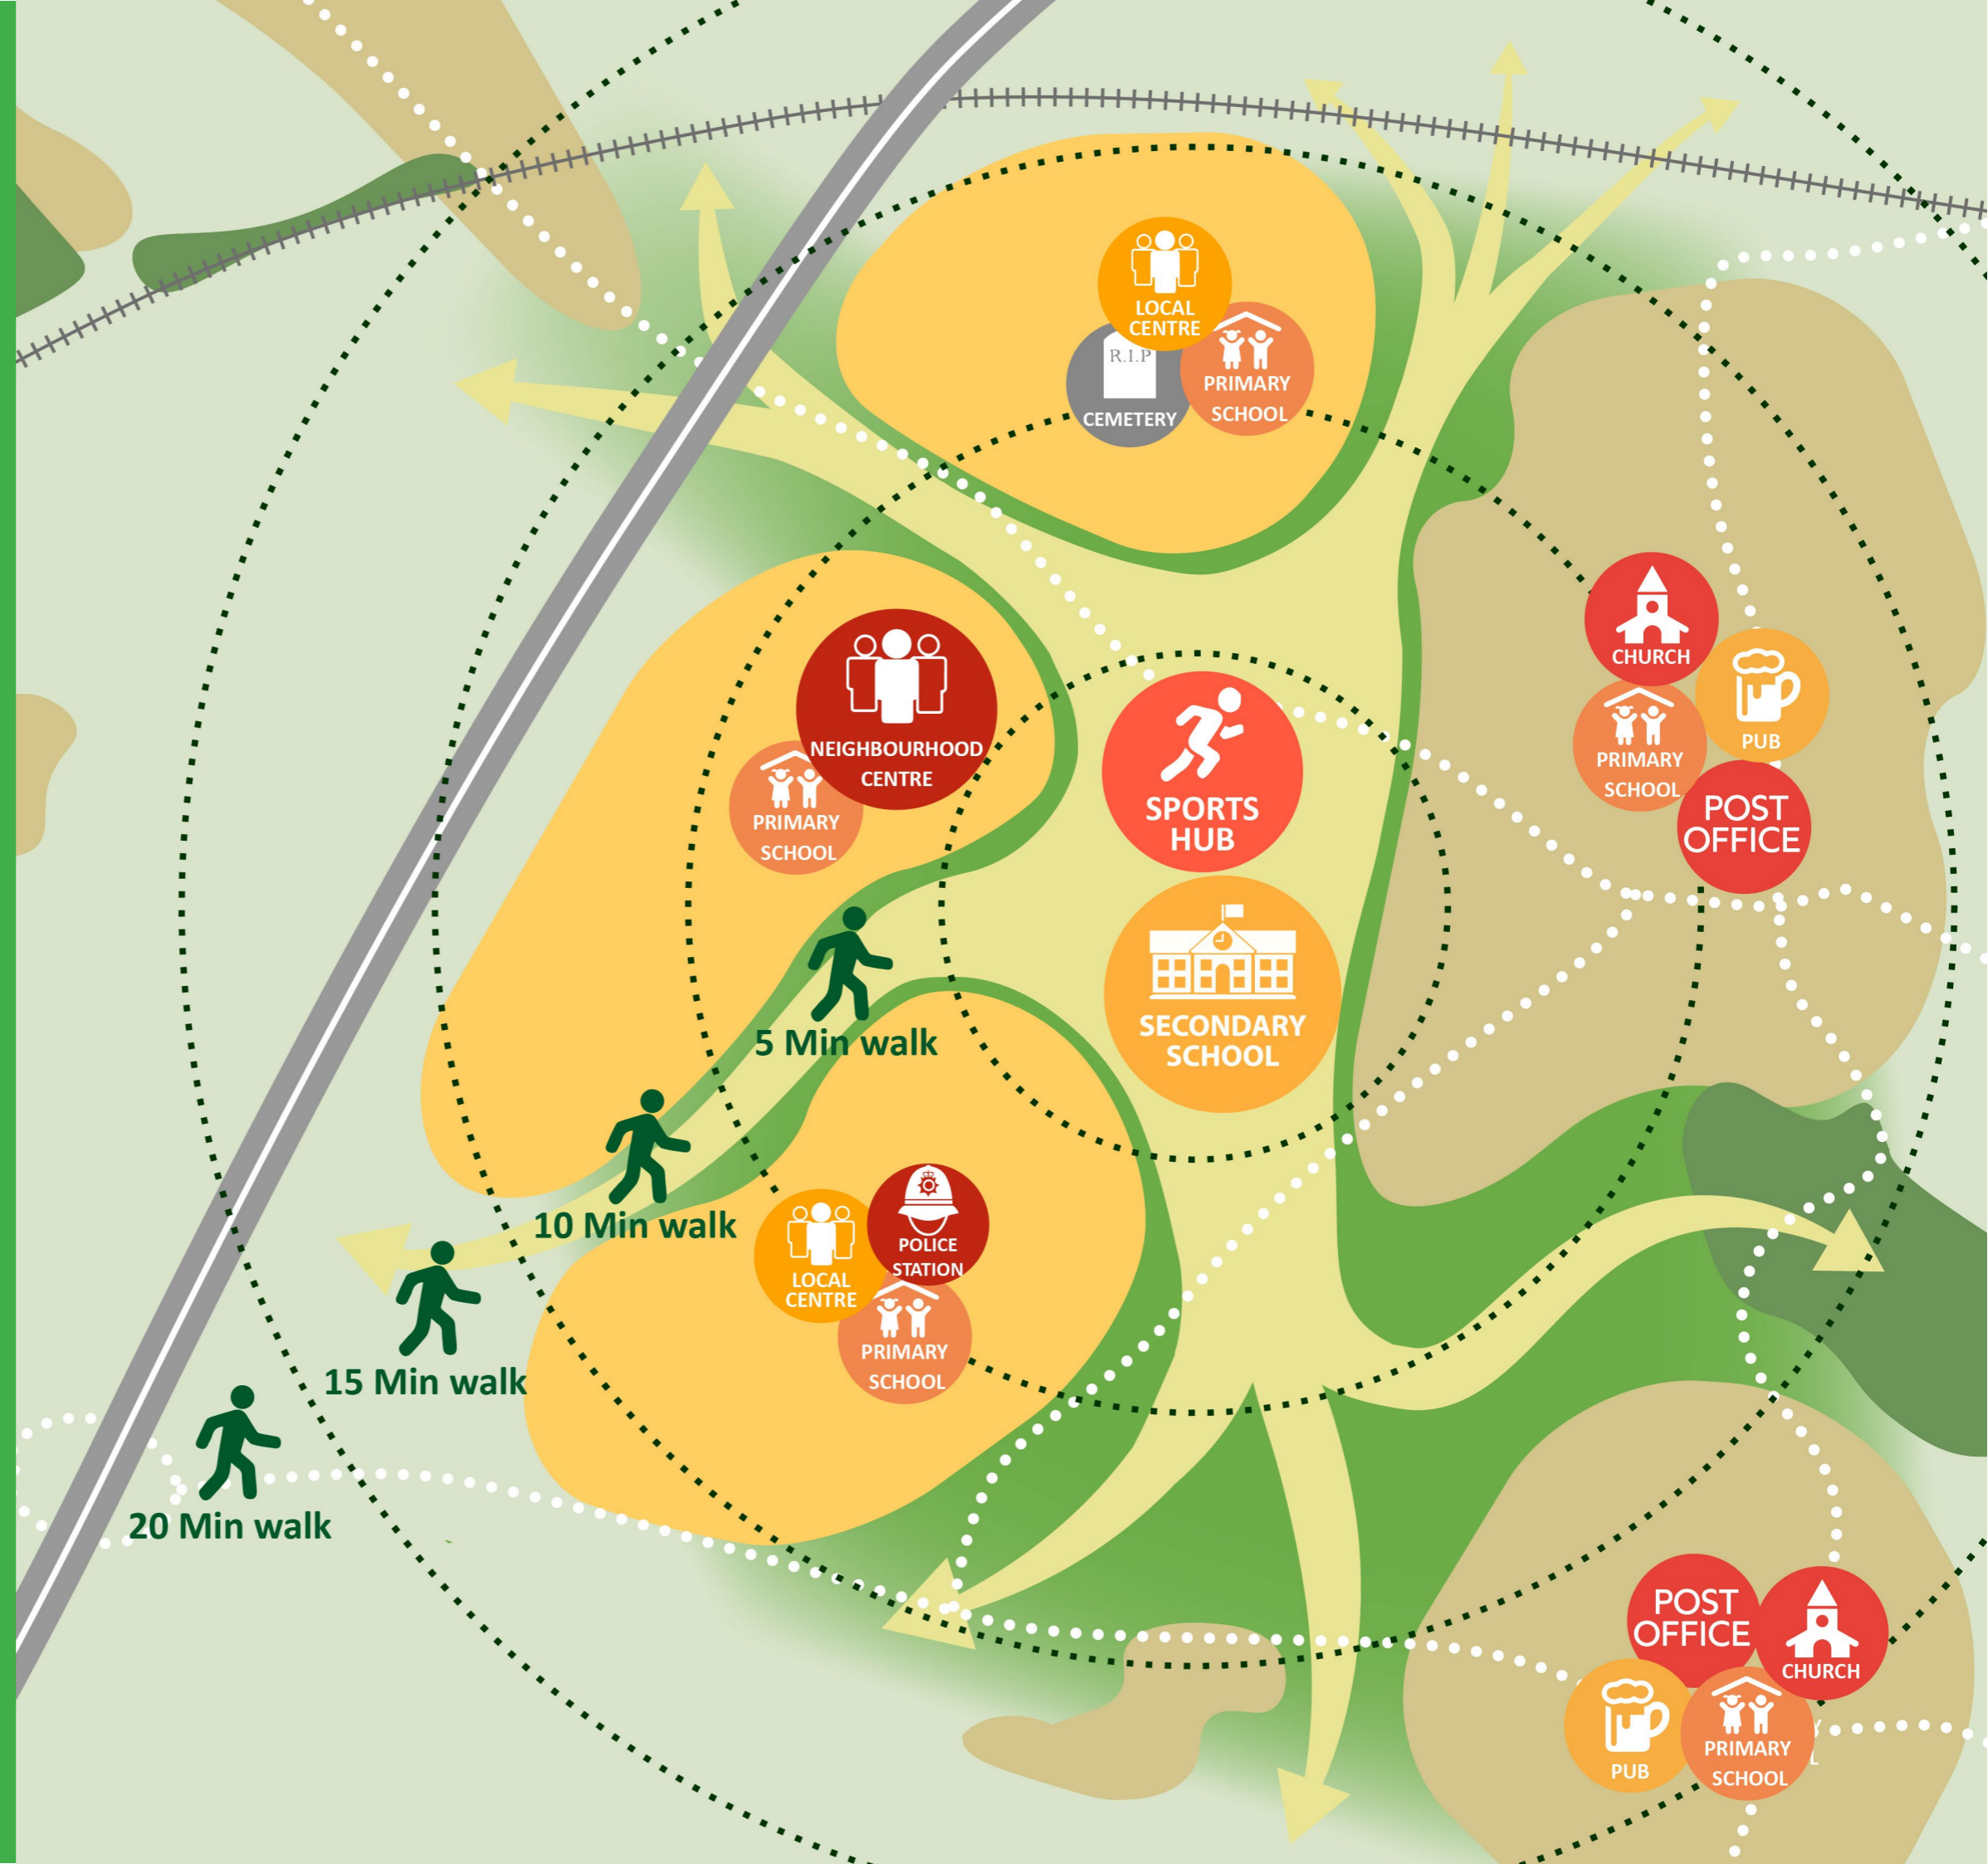 LOCAL
CENTRE
R.I.P
CEMETERY
PRIMARY
SCHOOL
CHURCH
PUB
PRIMARY
SCHOOL
POST
OFFICE
NEIGHBOURHOOD
CENTRE
PRIMARY
SCHOOL
SPORTS
HUB
SECONDARY
SCHOOL
5 Min walk
10 Min walk
15 Min walk
20 Min walk
LOCAL
CENTRE
POLICE
STATION
PRIMARY
SCHOOL
POST
OFFICE
CHURCH
PUB
PRIMARY
SCHOOL